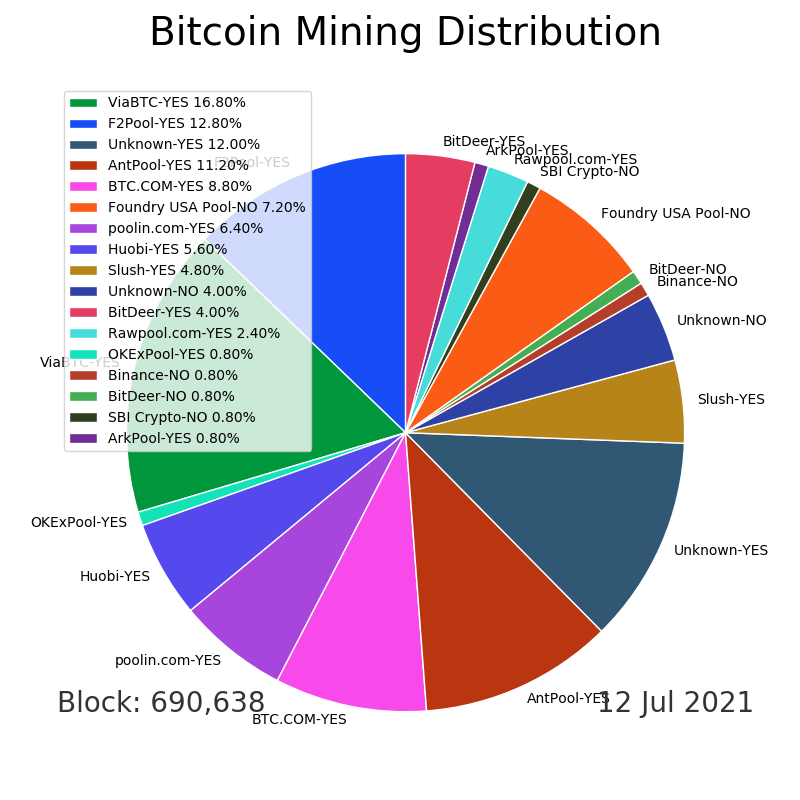 Bitcoin Mining Distribution
ViaBTC-YES 16.80%
F2Pool-YES 12.80%
Unknown-YES 12.00%
AntPool-YES 11.20%
BTC.COM-YES 8.80%
Foundry USA Pool-NO 7.20%
poolin.com-YES 6.40%
Huobi-YES 5.60%
Slush-YES 4.80%
Unknown-NO 4.00%
BitDeer-YES 4.00%
Rawpool.com-YES 2.40%
OKExPool-YES 0.80%
Binance-NO 0.80%
BitDeer-NO 0.80%
SBI Crypto-NO 0.80%
ArkPool-YES 0.80%
F2Pool-YES
ViaBTC-YES
OKExPool-YES
Huobi-YES
poolin.com-YES
BTC.COM-YES
AntPool-YES
Unknown-YES
Slush-YES
Unknown-NO
Binance-NO
BitDeer-NO
Foundry USA Pool-NO
SBI Crypto-NO
Rawpool.com-YES
ArkPool-YES
BitDeer-YES
Block: 690,638
12 Jul 2021